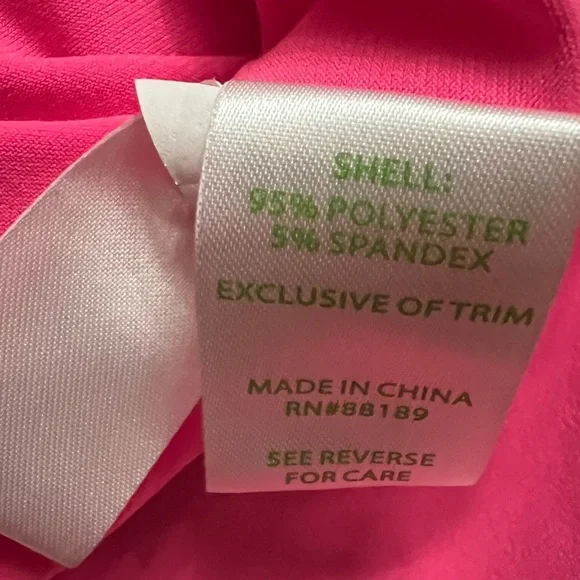 SHELL:
95% POLYESTER
5% SPANDEX
EXCLUSIVE OF TRIM
MADE IN CHINA
RN#88189
SEE REVERSE
FOR CARE